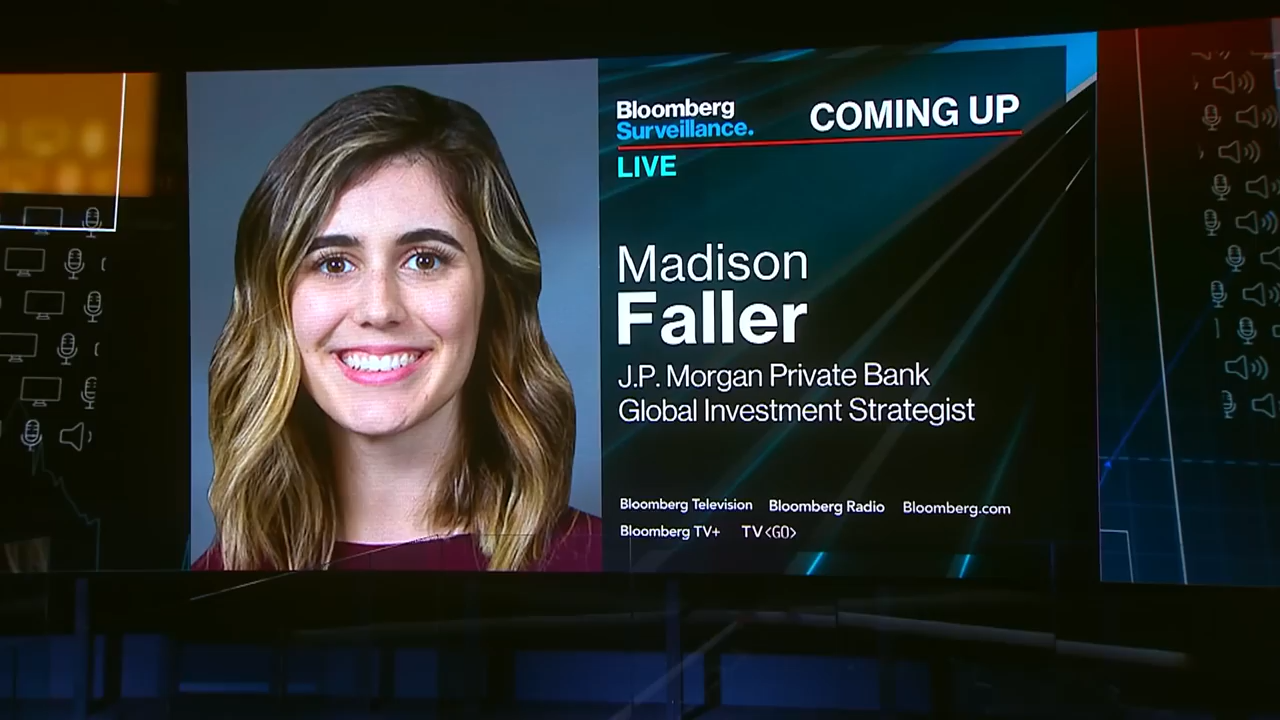 Bloomberg
Surveillance.
COMING UP
LIVE
Madison
Faller
J.P. Morgan Private Bank
Global Investment Strategist
Bloomberg Television Bloomberg Radio Bloomberg.com
Bloomberg TV+ TV<GO>